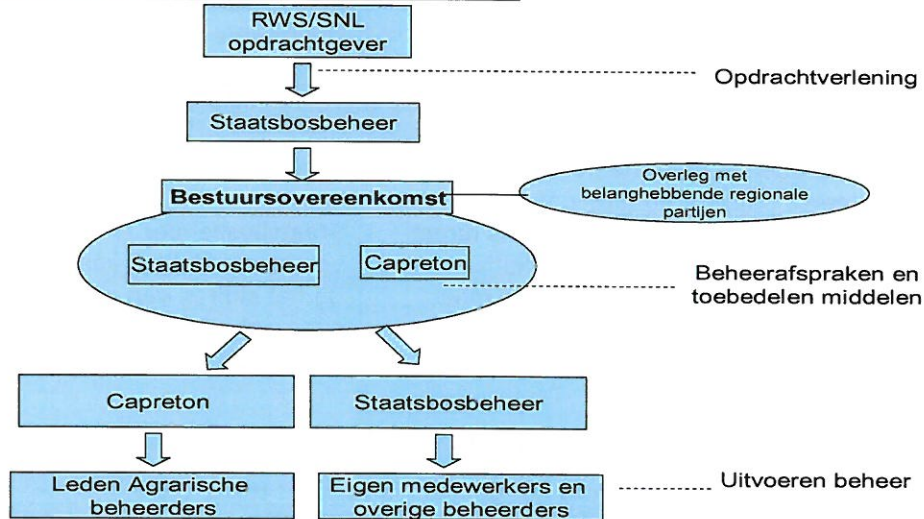 RWS/SNL
opdrachtgever
Opdrachtverlening
Staatsbosbeheer
Bestuursovereenkomst
Overleg met
belanghebbende regionale
partijen
Staatsbosbeheer
Capreton
Beheerafspraken en
toebedelen middelen
Capreton
Staatsbosbeheer
Leden Agrarische
beheerders
Eigen medewerkers en
overige beheerders
Uitvoeren beheer